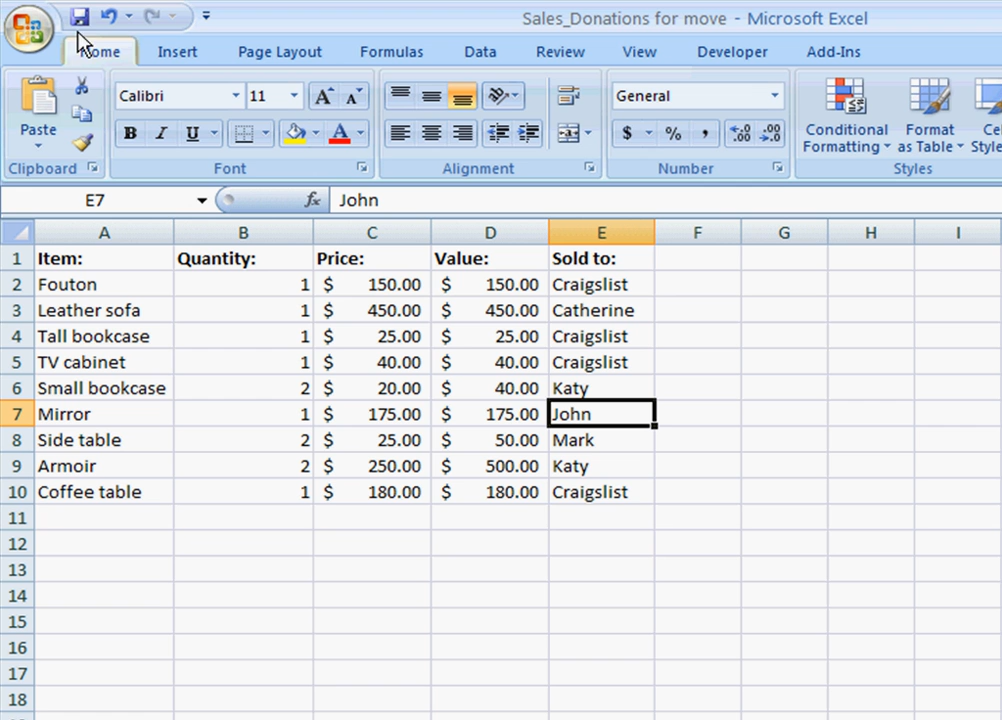 Sales_Donations for move - Microsoft Excel
Home Insert Page Layout Formulas Data Review View Developer Add-Ins
Calibri 11 A A General
Paste B I U A $ % , .0 .00 .00 .0 Conditional Formatting Format as Table
Clipboard Font Alignment Number Styles
E7 fx John
A B C D E F G H I
1 Item: Quantity: Price: Value: Sold to:
2 Fouton 1 $ 150.00 $ 150.00 Craigslist
3 Leather sofa 1 $ 450.00 $ 450.00 Catherine
4 Tall bookcase 1 $ 25.00 $ 25.00 Craigslist
5 TV cabinet 1 $ 40.00 $ 40.00 Craigslist
6 Small bookcase 2 $ 20.00 $ 40.00 Katy
7 Mirror 1 $ 175.00 $ 175.00 John
8 Side table 2 $ 25.00 $ 50.00 Mark
9 Armoir 2 $ 250.00 $ 500.00 Katy
10 Coffee table 1 $ 180.00 $ 180.00 Craigslist
11
12
13
14
15
16
17
18